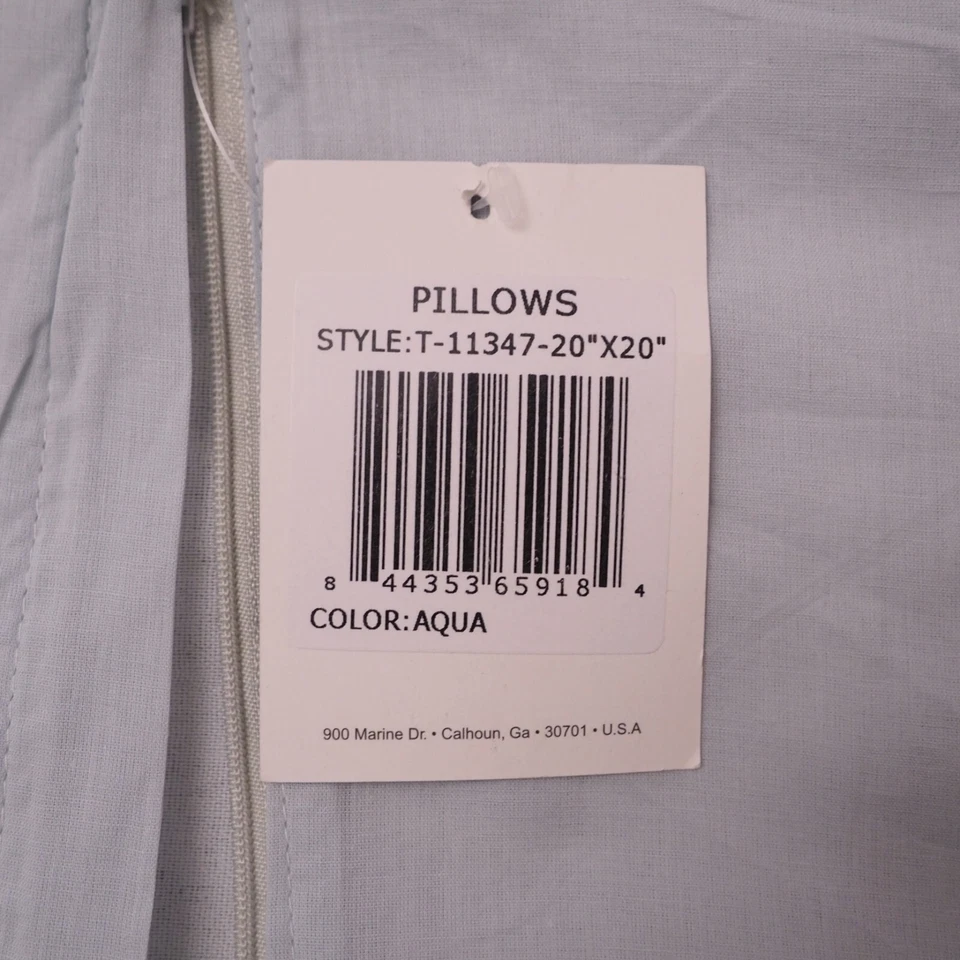 PILLOWS
STYLE:T-11347-20"X20"
8 44353 65918 4
COLOR:AQUA
900 Marine Dr. • Calhoun, Ga • 30701 • U.S.A